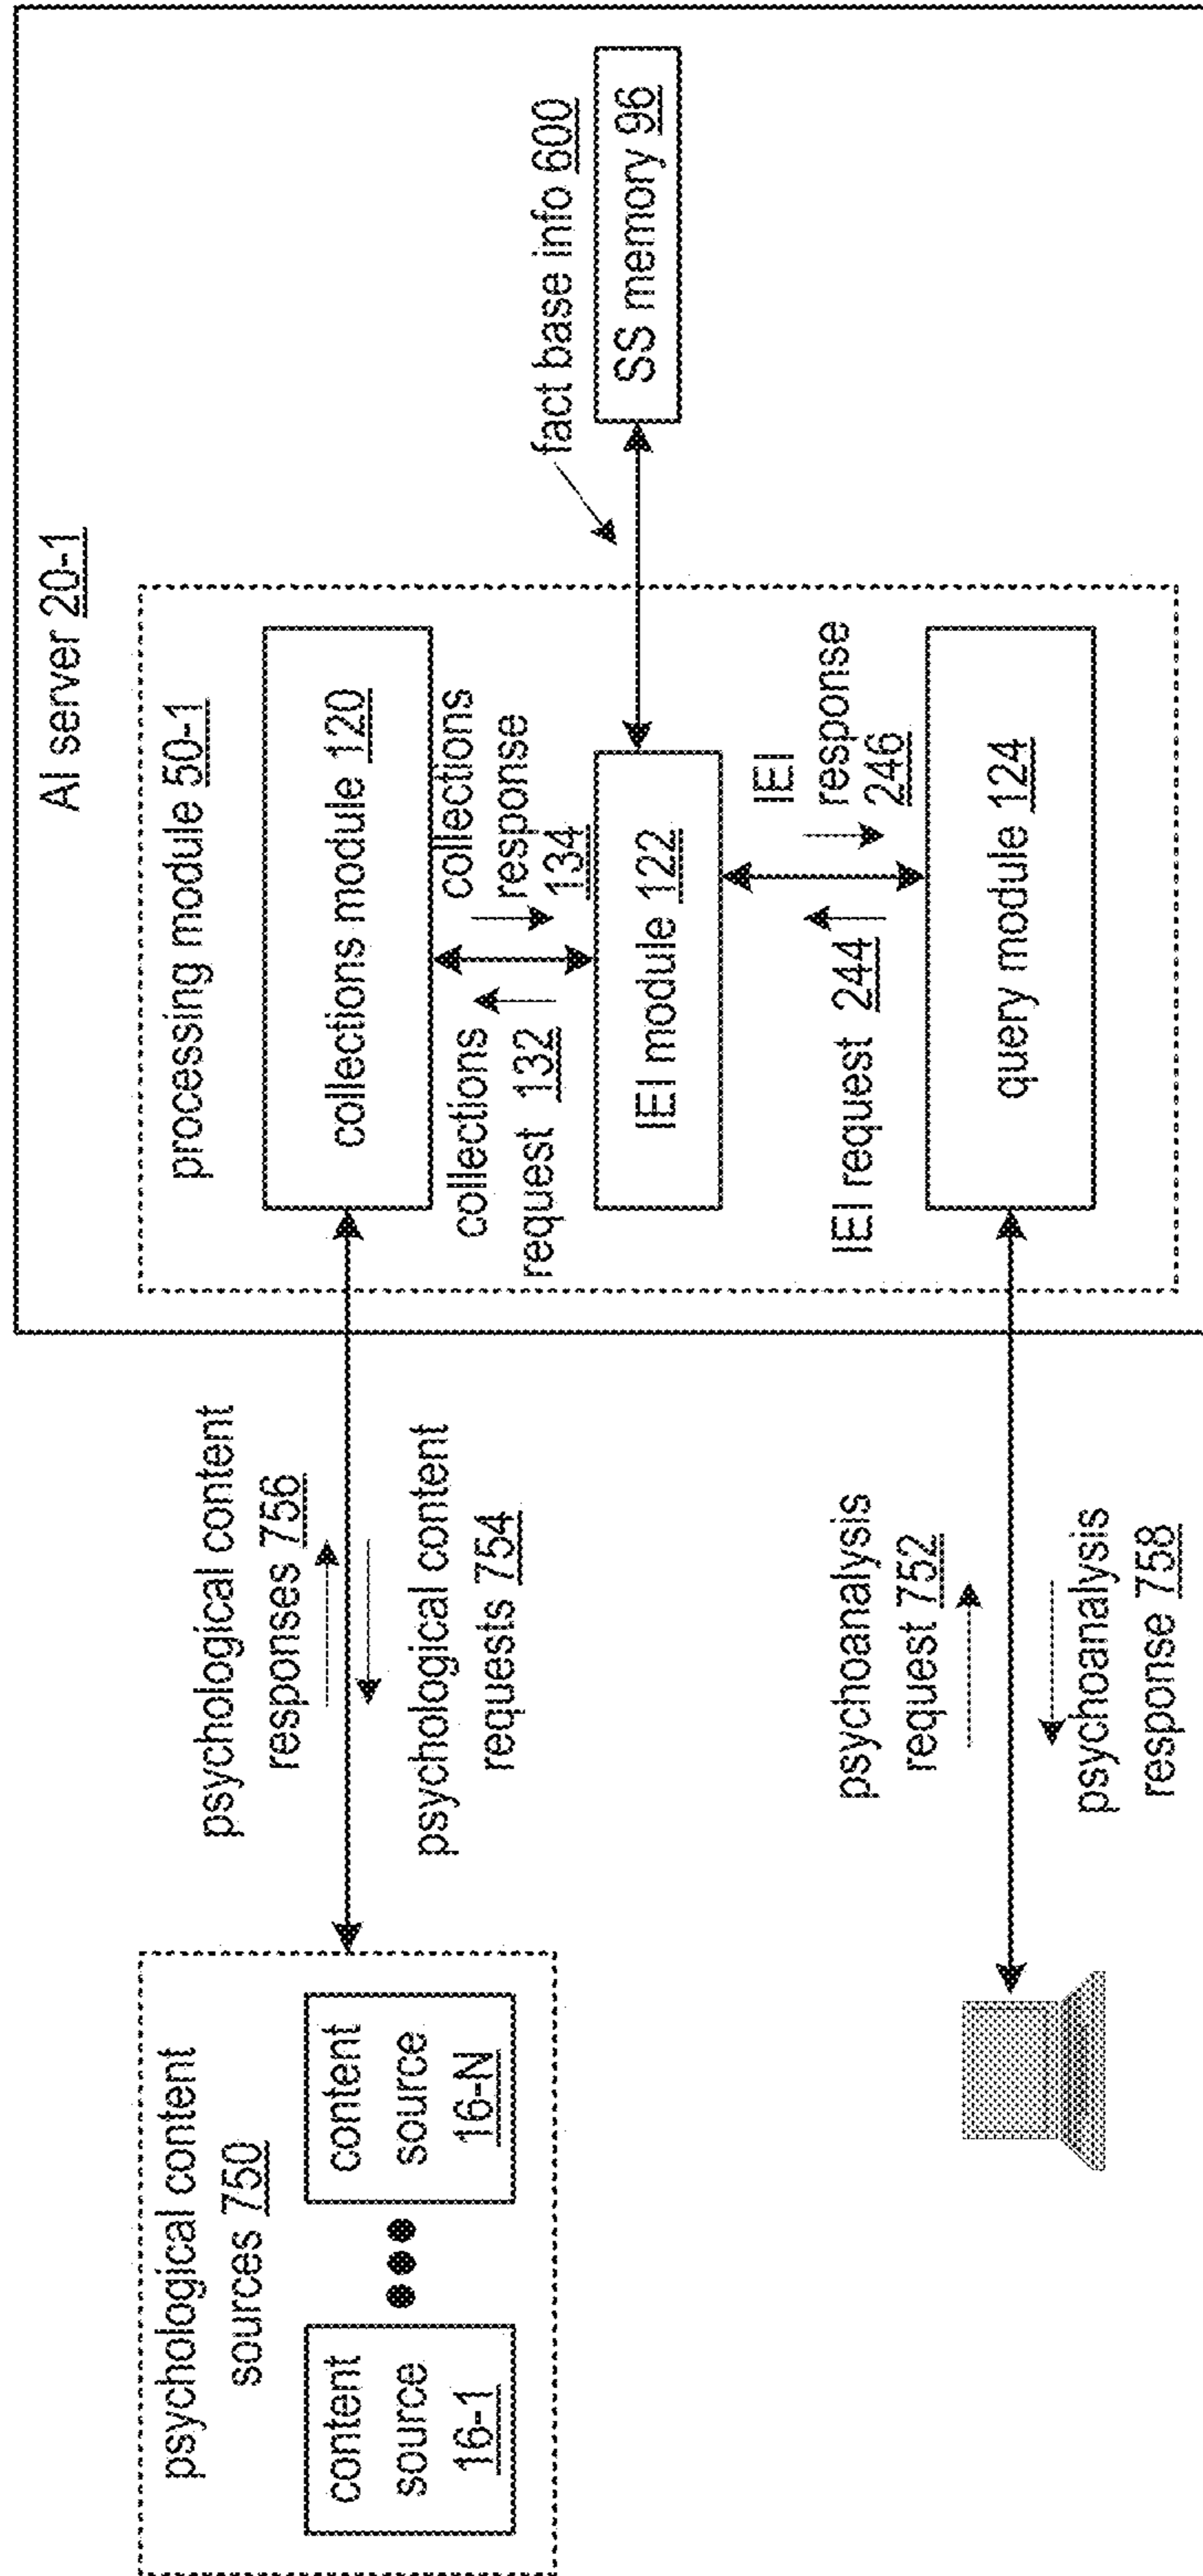 psychological content
sources 750
content
source
16-1
content
source
16-N
psychological content
responses 756
psychological content
requests 754
psychoanalysis
request 752
psychoanalysis
response 758
AI server 20-1
processing module 50-1
collections module 120
collections
request 132
collections
response
134
IEI module 122
IEI request 244
IEI
response
246
query module 124
fact base info 600
SS memory 96